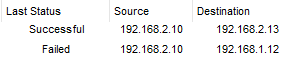 Last Status Source Destination
Successful 192.168.2.10 192.168.2.13
Failed 192.168.2.10 192.168.1.12